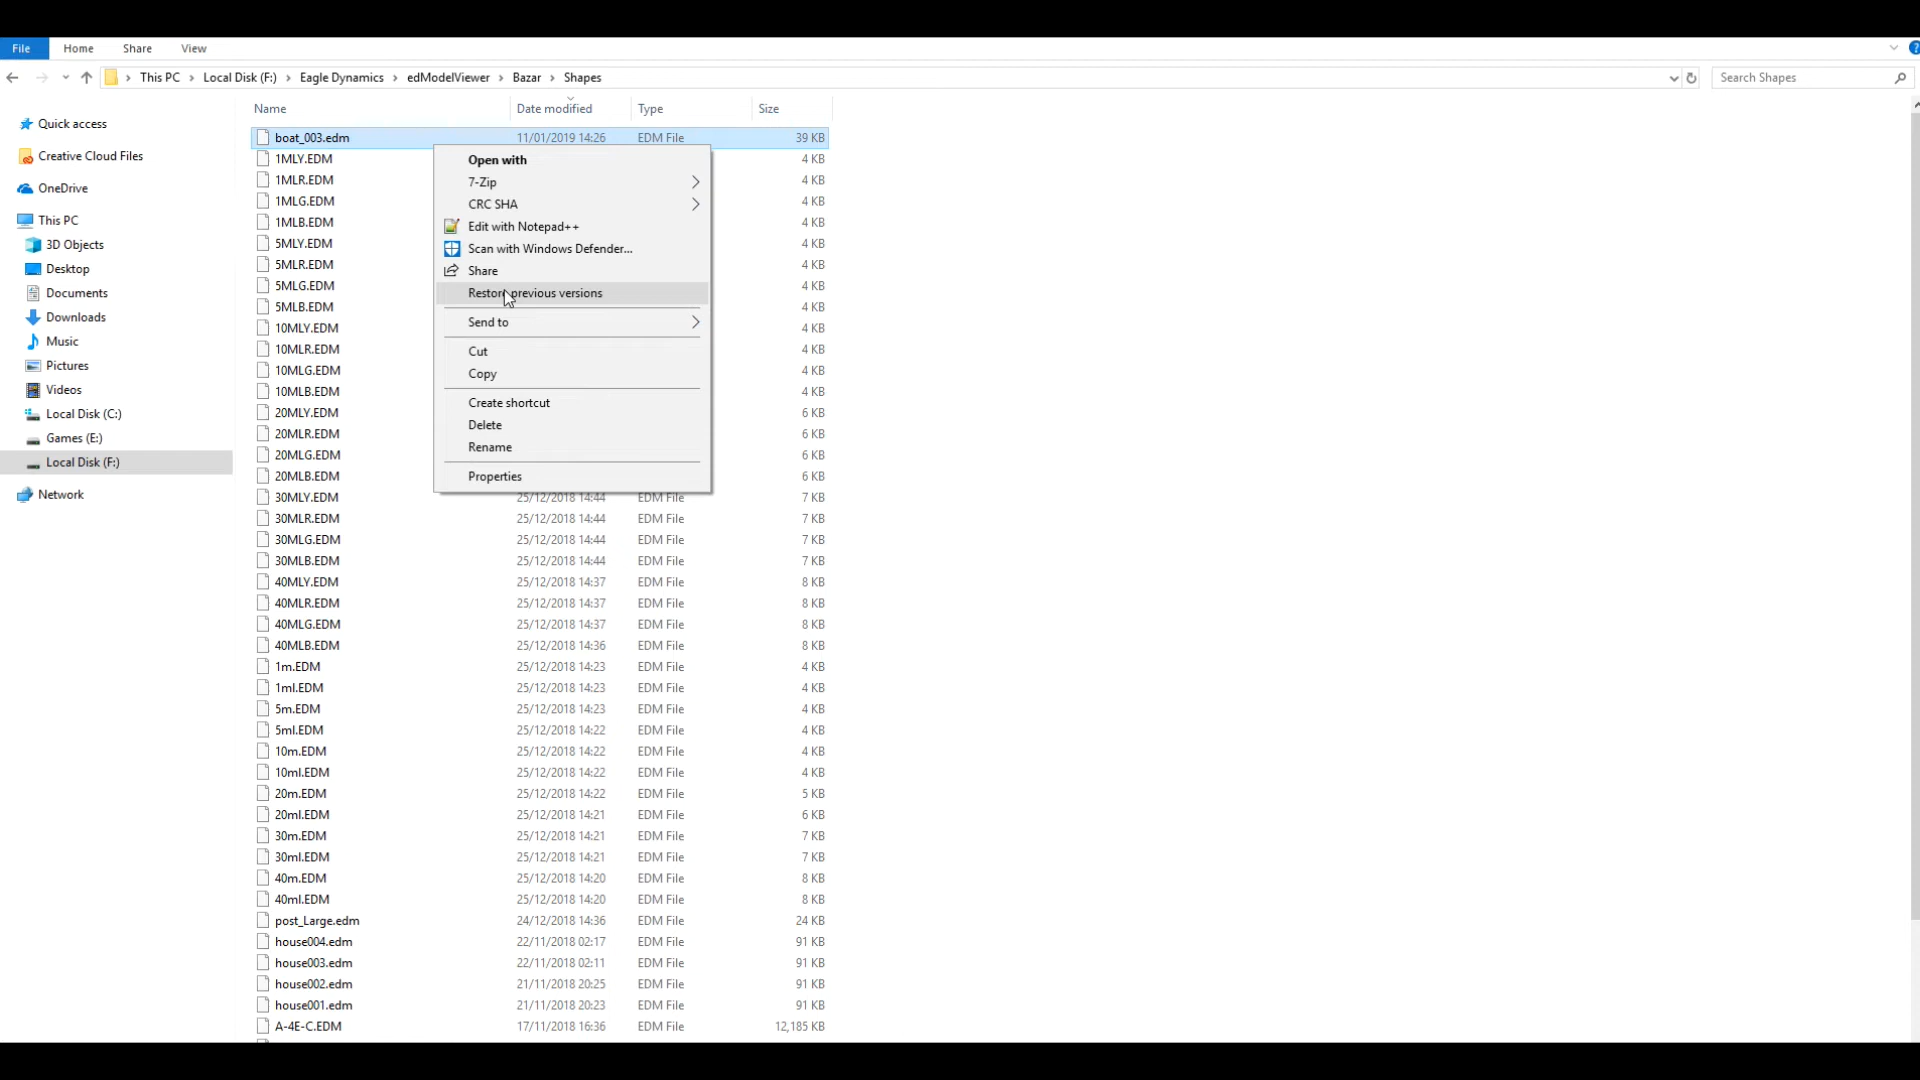 File Home Share View ?
This PC > Local Disk (F:) > Eagle Dynamics > edModelViewer > Bazar > Shapes
Search Shapes
Quick access
Creative Cloud Files
OneDrive
This PC
3D Objects
Desktop
Documents
Downloads
Music
Pictures
Videos
Local Disk (C:)
Games (E:)
Local Disk (F:)
Network
Name Date modified Type Size
boat_003.edm 11/01/2019 14:26 EDM File 39 KB
1MLY.EDM 4 KB
1MLR.EDM 4 KB
1MLG.EDM 4 KB
1MLB.EDM 4 KB
5MLY.EDM 4 KB
5MLR.EDM 4 KB
5MLG.EDM 4 KB
5MLB.EDM 4 KB
10MLY.EDM 4 KB
10MLR.EDM 4 KB
10MLG.EDM 4 KB
10MLB.EDM 4 KB
20MLY.EDM 6 KB
20MLR.EDM 6 KB
20MLG.EDM 6 KB
20MLB.EDM 6 KB
30MLY.EDM 25/12/2018 14:44 EDM File 7 KB
30MLR.EDM 25/12/2018 14:44 EDM File 7 KB
30MLG.EDM 25/12/2018 14:44 EDM File 7 KB
30MLB.EDM 25/12/2018 14:44 EDM File 7 KB
40MLY.EDM 25/12/2018 14:37 EDM File 8 KB
40MLR.EDM 25/12/2018 14:37 EDM File 8 KB
40MLG.EDM 25/12/2018 14:37 EDM File 8 KB
40MLB.EDM 25/12/2018 14:36 EDM File 8 KB
1m.EDM 25/12/2018 14:23 EDM File 4 KB
1ml.EDM 25/12/2018 14:23 EDM File 4 KB
5m.EDM 25/12/2018 14:23 EDM File 4 KB
5ml.EDM 25/12/2018 14:22 EDM File 4 KB
10m.EDM 25/12/2018 14:22 EDM File 4 KB
10ml.EDM 25/12/2018 14:22 EDM File 4 KB
20m.EDM 25/12/2018 14:22 EDM File 5 KB
20ml.EDM 25/12/2018 14:21 EDM File 6 KB
30m.EDM 25/12/2018 14:21 EDM File 7 KB
30ml.EDM 25/12/2018 14:21 EDM File 7 KB
40m.EDM 25/12/2018 14:20 EDM File 8 KB
40ml.EDM 25/12/2018 14:20 EDM File 8 KB
post_Large.edm 24/12/2018 14:36 EDM File 24 KB
house004.edm 22/11/2018 02:17 EDM File 91 KB
house003.edm 22/11/2018 02:11 EDM File 91 KB
house002.edm 21/11/2018 20:25 EDM File 91 KB
house001.edm 21/11/2018 20:23 EDM File 91 KB
A-4E-C.EDM 17/11/2018 16:36 EDM File 12,185 KB
Open with
7-Zip
CRC SHA
Edit with Notepad++
Scan with Windows Defender...
Share
Restore previous versions
Send to
Cut
Copy
Create shortcut
Delete
Rename
Properties